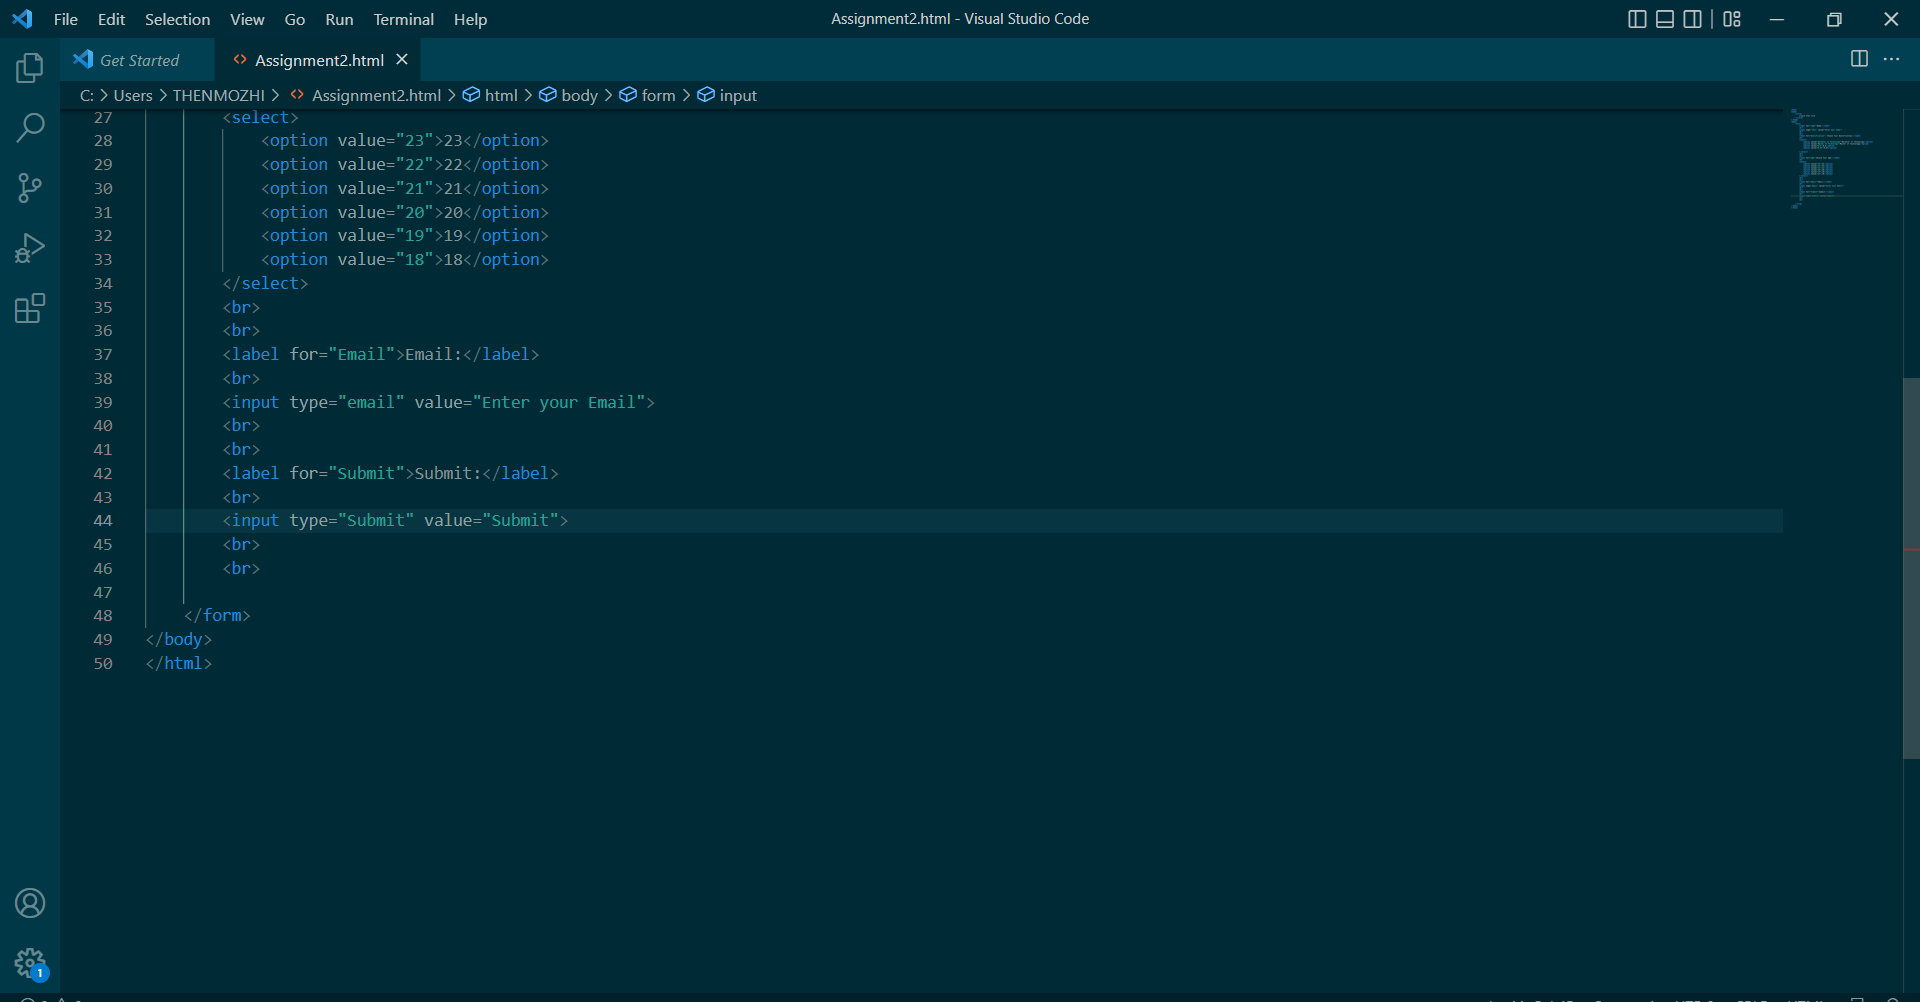 File Edit Selection View Go Run Terminal Help
Assignment2.html - Visual Studio Code
Get Started
Assignment2.html
C: Users THENMOZHI Assignment2.html html body form input
27 <select>
28 <option value="23">23</option>
29 <option value="22">22</option>
30 <option value="21">21</option>
31 <option value="20">20</option>
32 <option value="19">19</option>
33 <option value="18">18</option>
34 </select>
35 <br>
36 <br>
37 <label for="Email">Email:</label>
38 <br>
39 <input type="email" value="Enter your Email">
40 <br>
41 <br>
42 <label for="Submit">Submit:</label>
43 <br>
44 <input type="Submit" value="Submit">
45 <br>
46 <br>
47
48 </form>
49 </body>
50 </html>
1